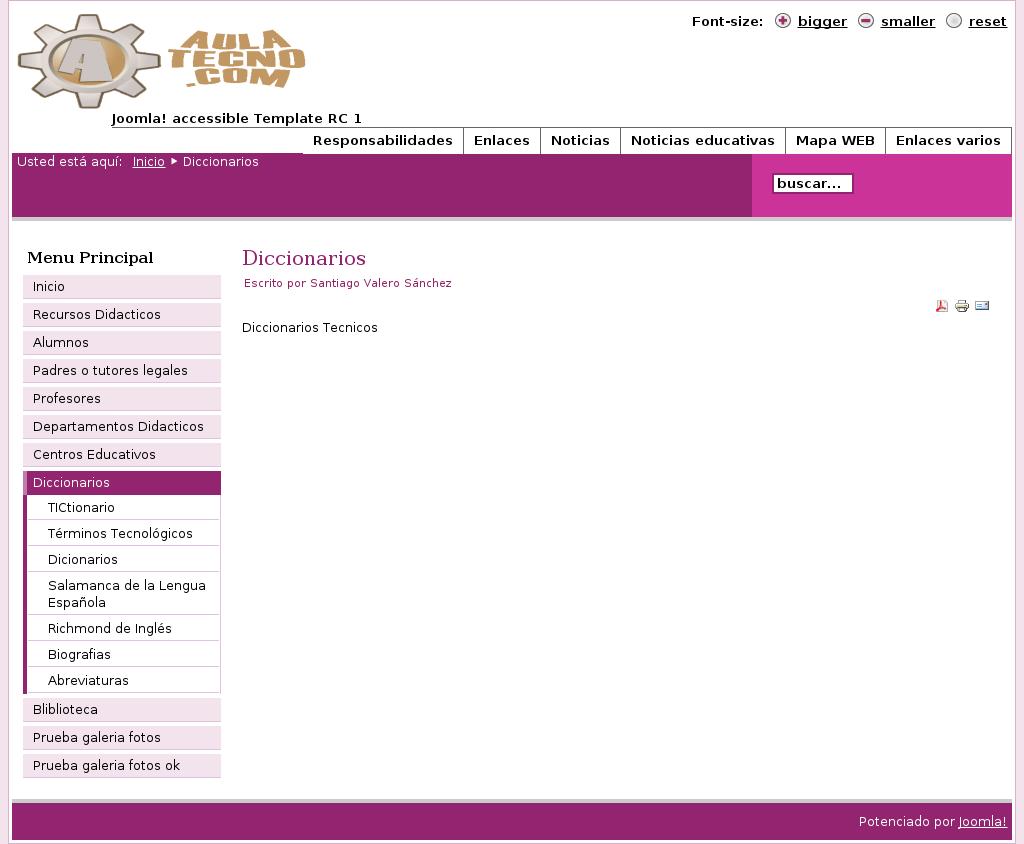 Font-size: bigger smaller reset
A
AULA
TECNO
.COM
Joomla! accessible Template RC 1
Responsabilidades Enlaces Noticias Noticias educativas Mapa WEB Enlaces varios
Usted está aquí: Inicio Diccionarios
buscar...
Menu Principal
Inicio
Recursos Didacticos
Alumnos
Padres o tutores legales
Profesores
Departamentos Didacticos
Centros Educativos
Diccionarios
TICtionario
Términos Tecnológicos
Dicionarios
Salamanca de la Lengua
Española
Richmond de Inglés
Biografias
Abreviaturas
Bliblioteca
Prueba galeria fotos
Prueba galeria fotos ok
Diccionarios
Escrito por Santiago Valero Sánchez
Diccionarios Tecnicos
Potenciado por Joomla!